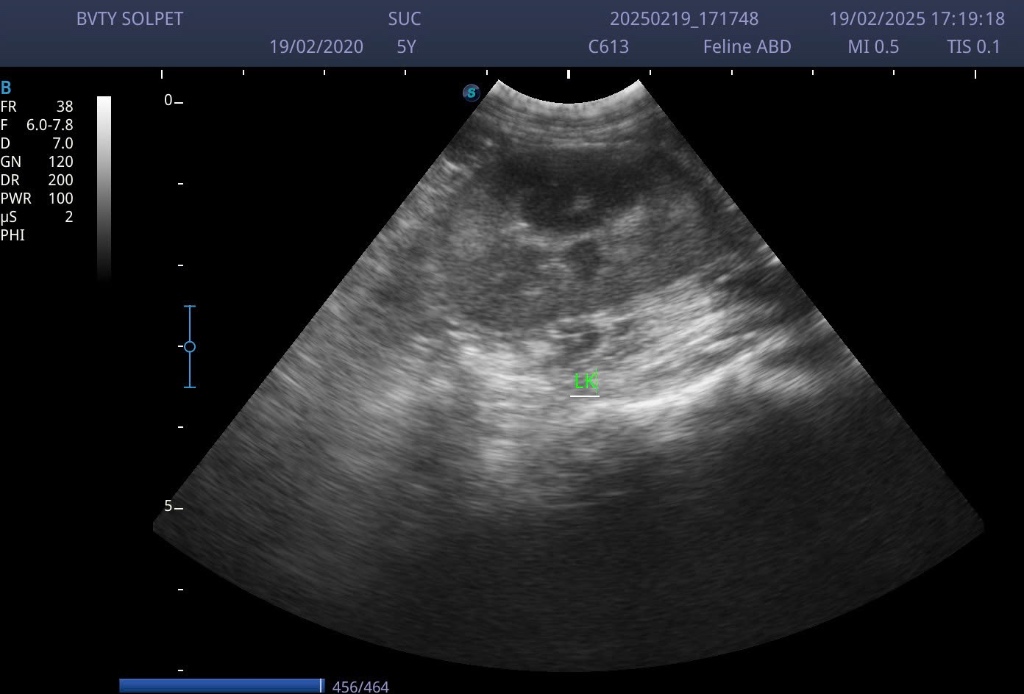 BVTY SOLPET SUC 20250219_171748 19/02/2025 17:19:18
19/02/2020 5Y C613 Feline ABD MI 0.5 TIS 0.1
B
FR 38
F 6.0-7.8
D 7.0
GN 120
DR 200
PWR 100
µS 2
PHI
0
S
LK
5
456/464